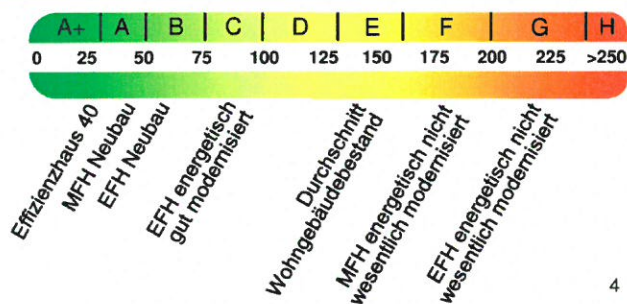 A+ A B C D E F G H
0 25 50 75 100 125 150 175 200 225 >250
Effizienzhaus 40
MFH Neubau
EFH Neubau
EFH energetisch
gut modernisiert
Durchschnitt
Wohngebäudebestand
MFH energetisch nicht
wesentlich modernisiert
EFH energetisch nicht
wesentlich modernisiert
4